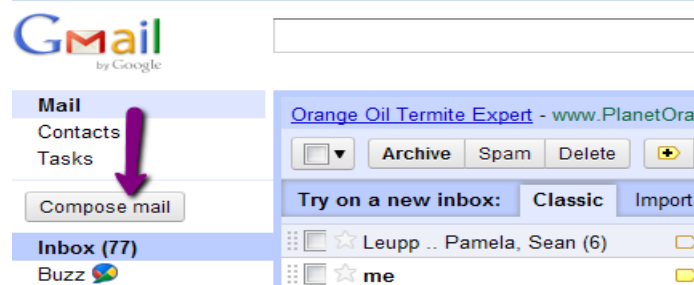 Gmail
by Google
Mail
Contacts
Tasks
Compose mail
Inbox (77)
Buzz
Orange Oil Termite Expert - www.PlanetOra
Archive Spam Delete
Try on a new inbox: Classic Import
Leupp .. Pamela, Sean (6)
me